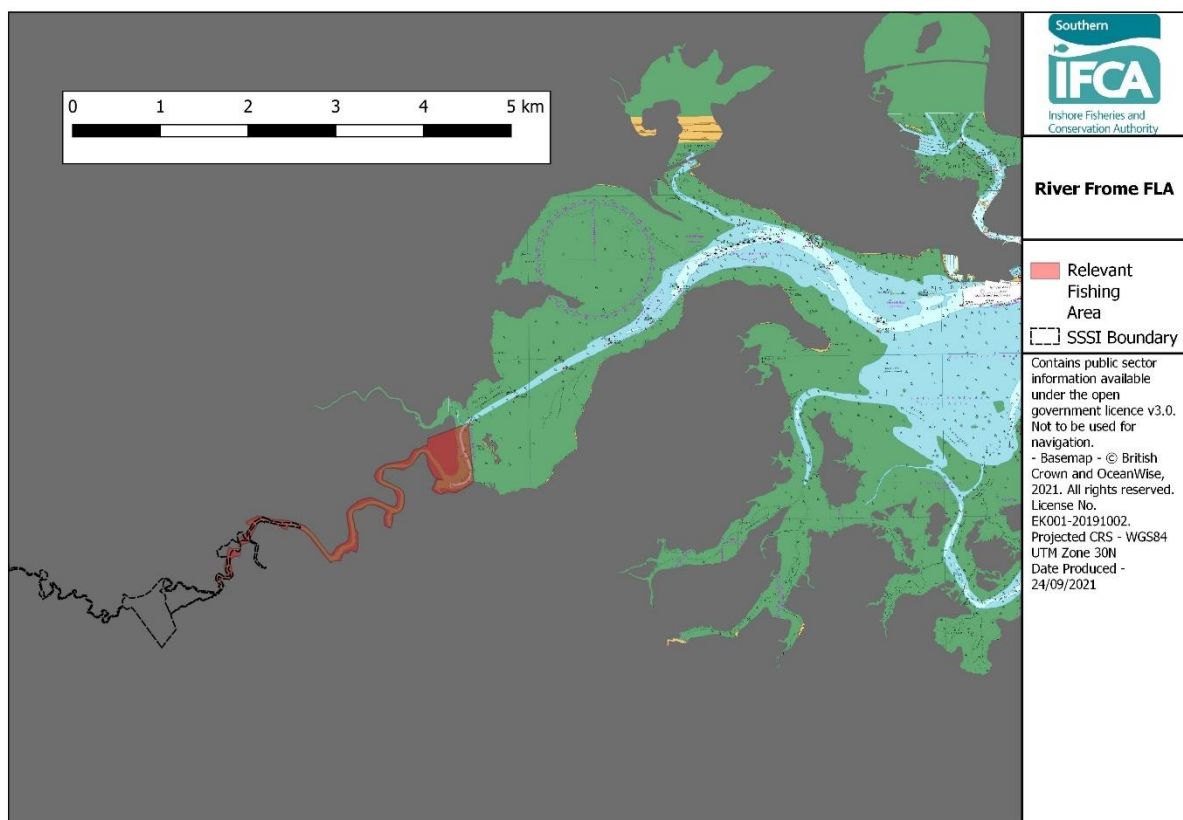 0 1 2 3 4 5 km
Southern
IFCA
Inshore Fisheries and
Conservation Authority
River Frome FLA
Relevant
Fishing
Area
SSSI Boundary
Contains public sector
information available
under the open
government licence v3.0.
Not to be used for
navigation.
- Basemap - © British
Crown and OceanWise,
2021. All rights reserved.
License No.
EK001-20191002.
Projected CRS - WGS84
UTM Zone 30N
Date Produced -
24/09/2021